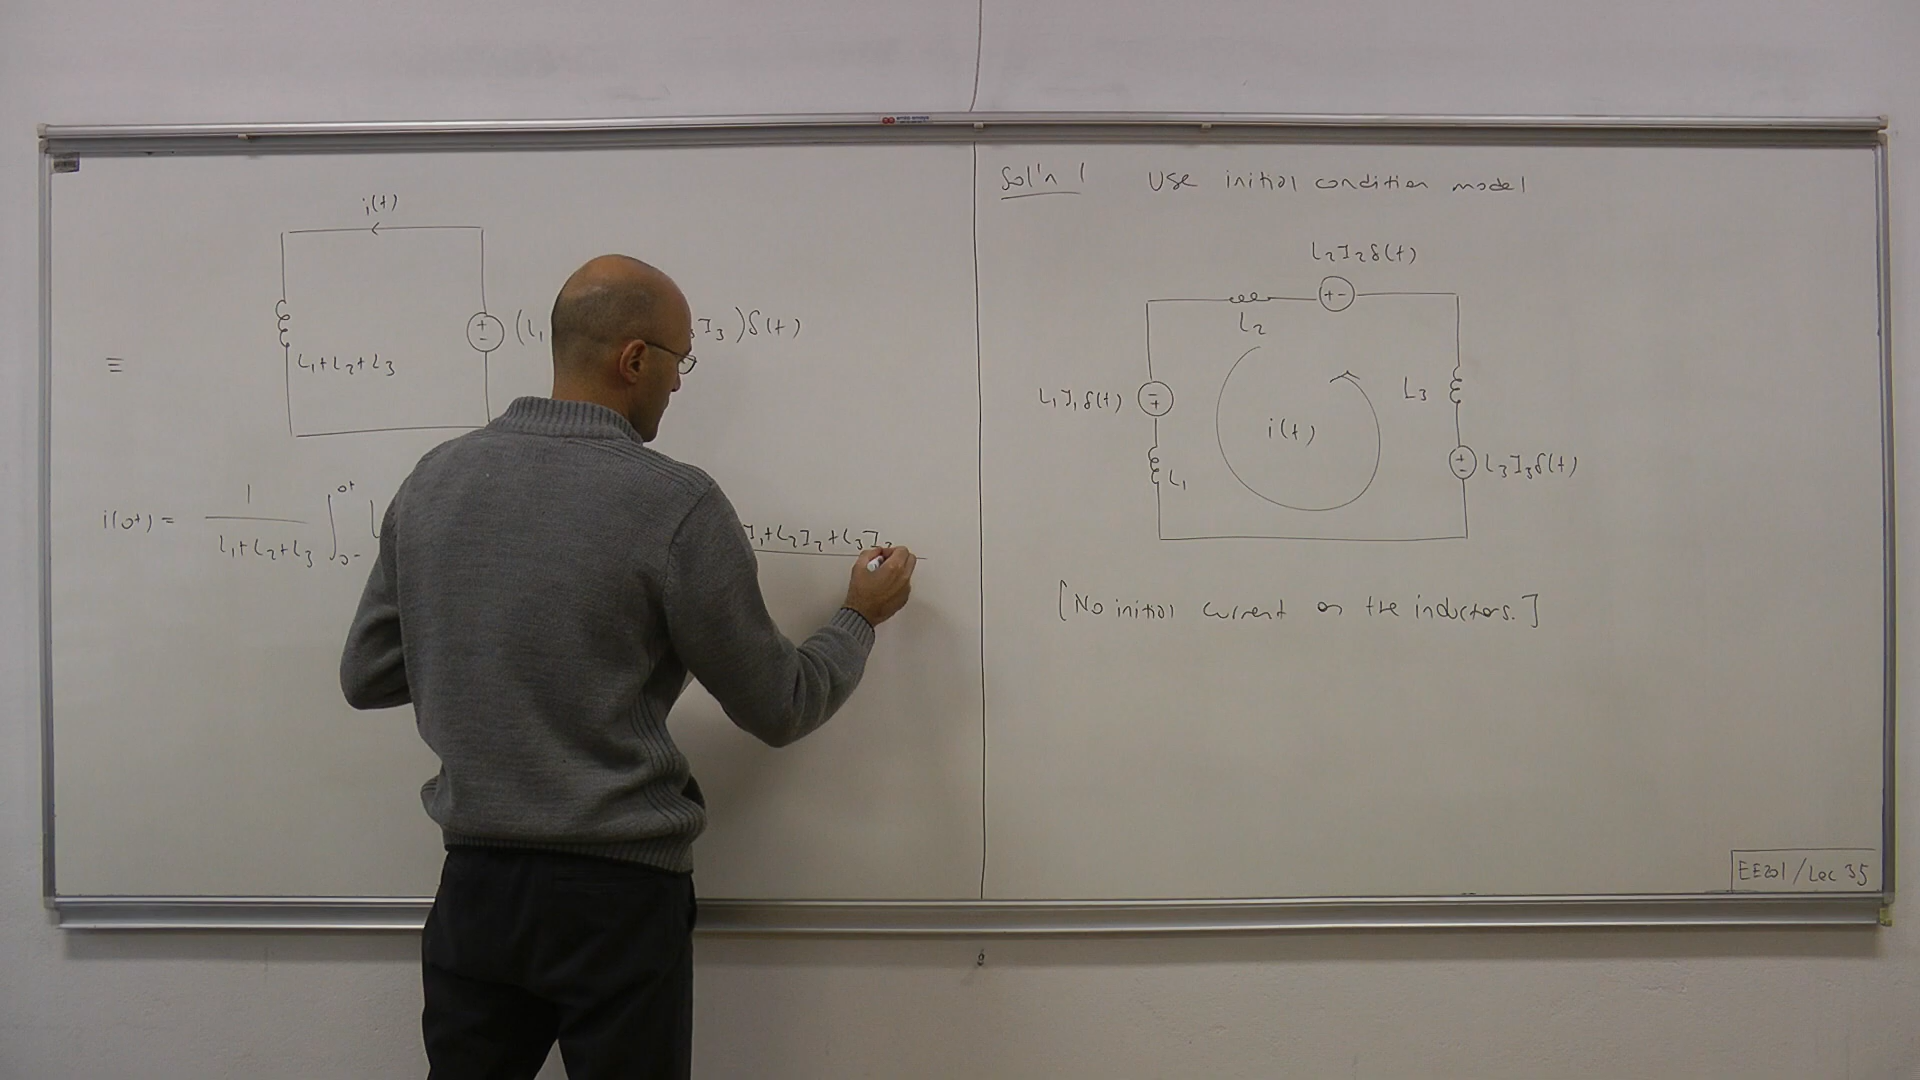 i(t)
(L₁ I₃)δ(t)
≡
L₁+L₂+L₃
i(0+) = 1 / L₁+L₂+L₃ ∫ 0+ 0-
I₁+L₂I₂+L₃I₃
Sol'n 1 Use initial condition model
L₂I₂δ(t)
L₂
L₁I₁δ(t)
L₃
i(t)
L₁
L₃I₃δ(t)
[No initial current on the inductors.]
EE201/Lec 35